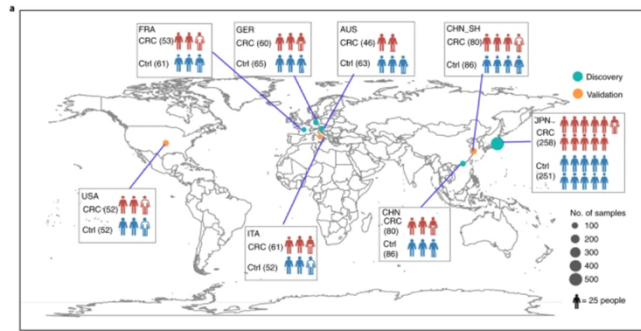 a
FRA
CRC (53)
Ctrl (61)
GER
CRC (60)
Ctrl (65)
AUS
CRC (46)
Ctrl (63)
CHN_SH
CRC (80)
Ctrl (86)
Discovery
Validation
JPN
CRC
(258)
Ctrl
(251)
USA
CRC (52)
Ctrl (52)
ITA
CRC (61)
Ctrl (52)
CHN
CRC
(80)
Ctrl
(86)
No. of samples
100
200
300
400
500
= 25 people